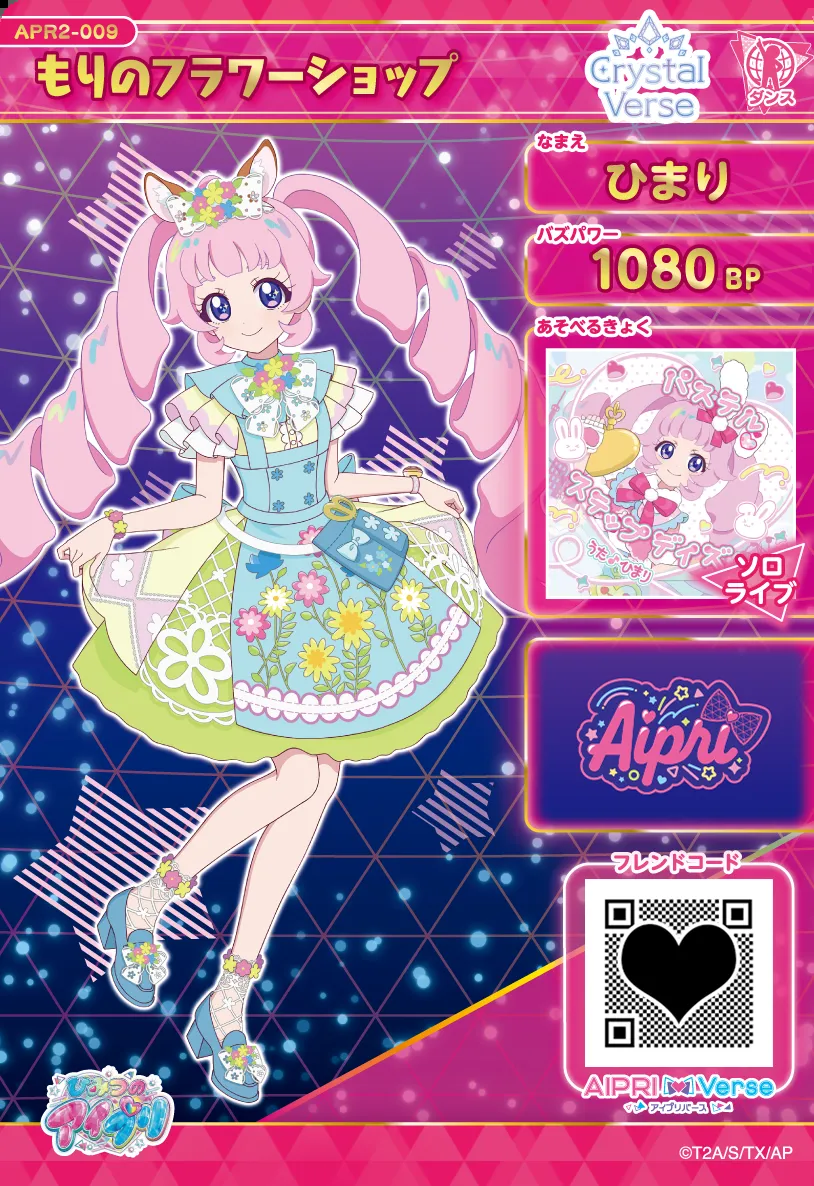 APR2-009
もりのフラワーショップ
Crystal
Verse
ダンス
なまえ
ひまり
バズパワー
1080 BP
あそべるきょく
パステル
ステップデイズ
うた♪ひまり
ソロ
ライブ
Aipri
フレンドコード
AIPRI Verse
アイプリバース
ひみつの
アイプリ
©T2A/S/TX/AP